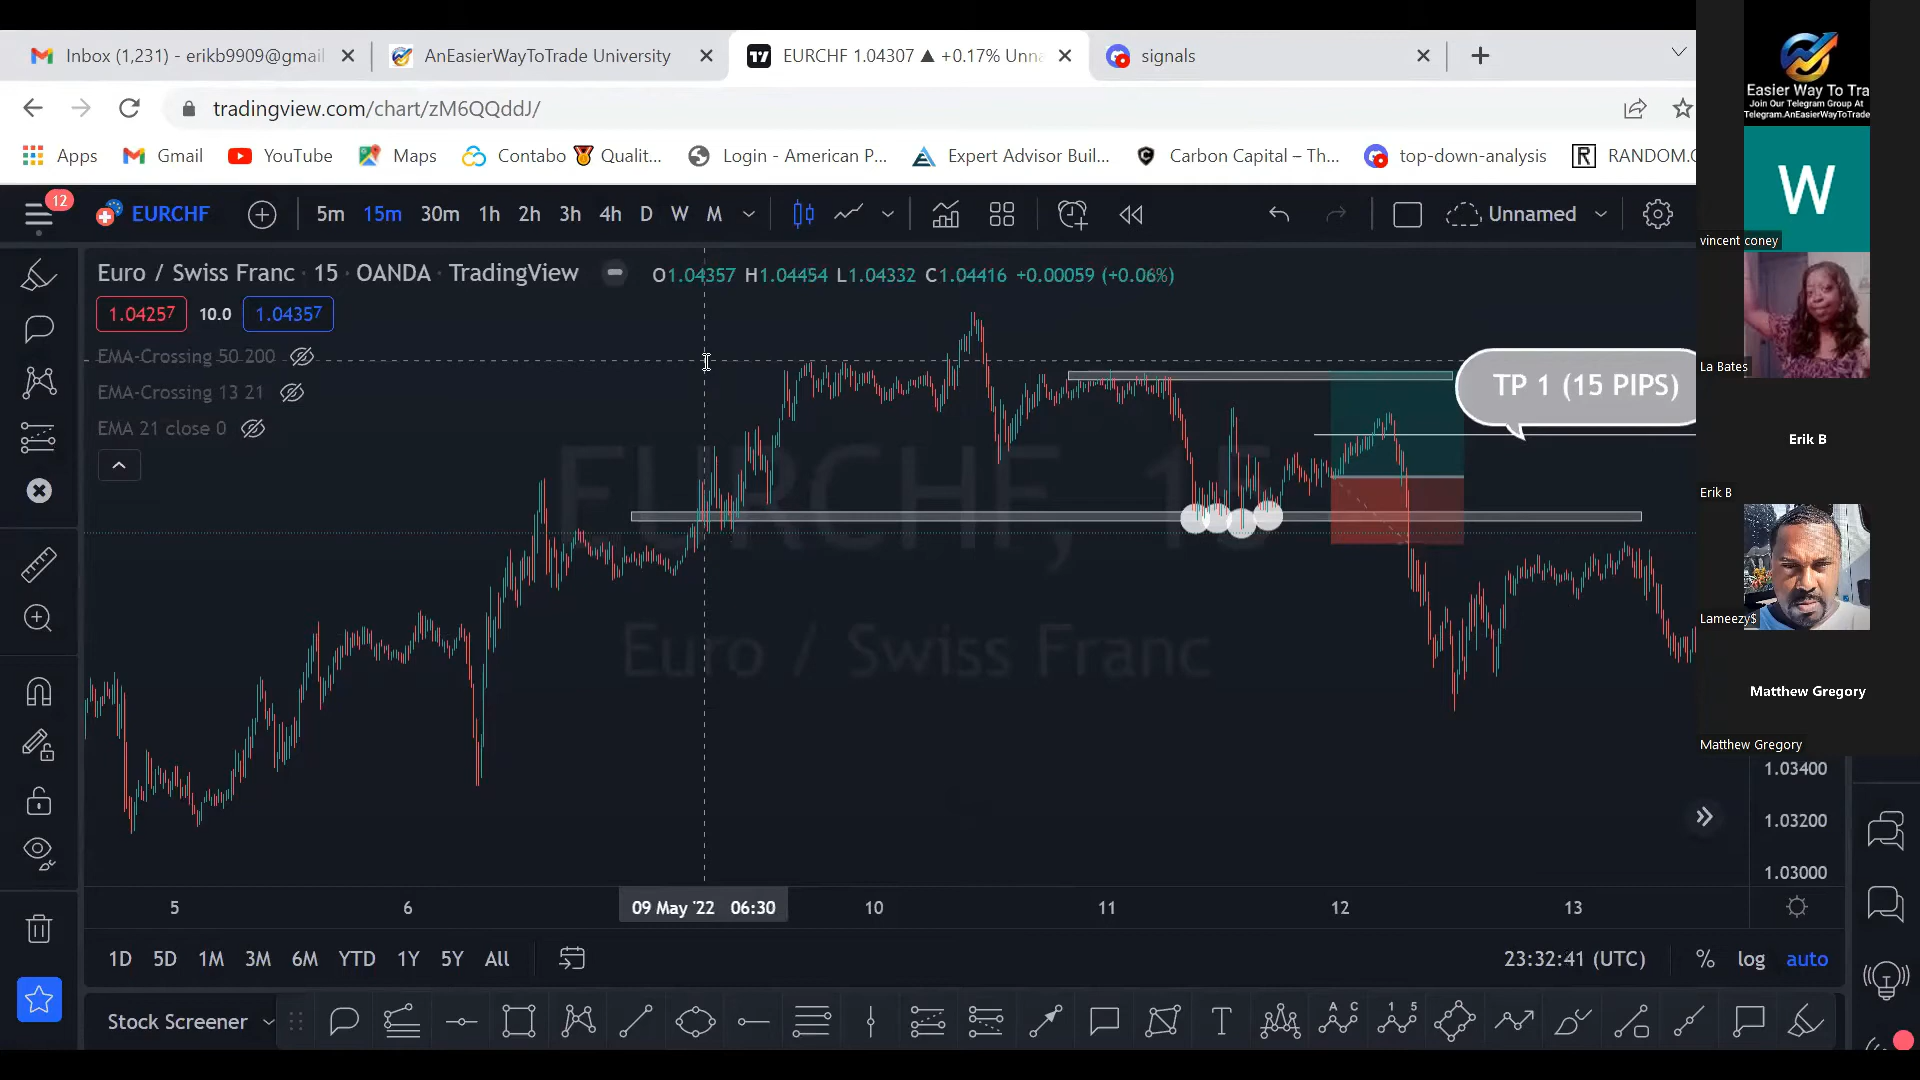 Inbox (1,231) - erikb9909@gmail
AnEasierWayToTrade University
EURCHF 1.04307 ▲ +0.17% Unna
signals
tradingview.com/chart/zM6QQddJ/
Apps
Gmail
YouTube
Maps
Contabo
Qualit...
Login - American P...
Expert Advisor Buil...
Carbon Capital – Th...
top-down-analysis
RANDOM.
12
EURCHF
5m
15m
30m
1h
2h
3h
4h
D
W
M
Unnamed
Euro / Swiss Franc · 15 · OANDA · TradingView
O1.04357 H1.04454 L1.04332 C1.04416 +0.00059 (+0.06%)
1.04257
10.0
1.04357
EMA-Crossing 50 200
EMA-Crossing 13 21
EMA 21 close 0
EURCHF, 15
Euro / Swiss Franc
TP 1 (15 PIPS)
1.03400
1.03200
1.03000
5
6
09 May '22 06:30
10
11
12
13
1D
5D
1M
3M
6M
YTD
1Y
5Y
All
23:32:41 (UTC)
%
log
auto
Stock Screener
T
A C
1 5
Easier Way To Tra
Join Our Telegram Group At
Telegram.AnEasierWayToTrade
W
vincent coney
La Bates
Erik B
Erik B
Lameezy$
Matthew Gregory
Matthew Gregory